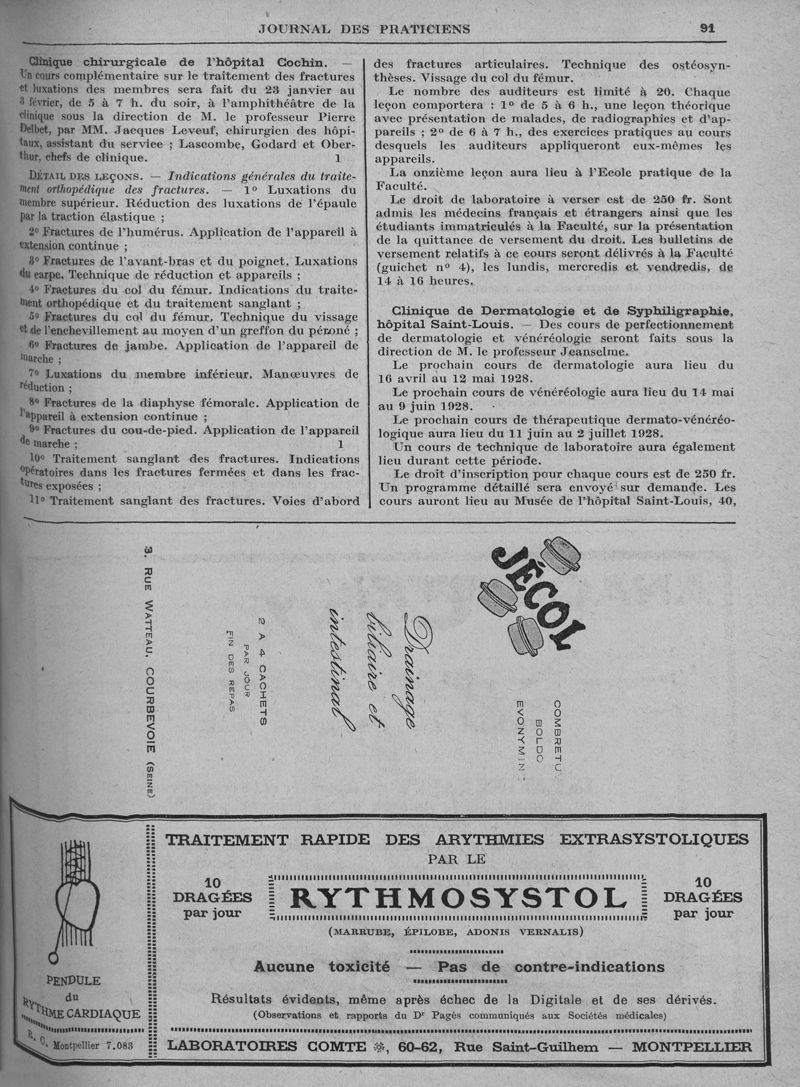 JOURNAL DES PRATICIENS
91
Clinique chirurgicale de l'hôpital Cochin. —
Un cours complémentaire sur le traitement des fractures
et luxations des membres sera fait du 23 janvier au
3 février, de 5 à 7 h. du soir, à l'amphithéâtre de la
clinique sous la direction de M. le professeur Pierre
Delbet, par MM. Jacques Leveuf, chirurgien des hôpi-
taux, assistant du service ; Lascombe, Godard et Ober-
thur, chefs de clinique. 1
DÉTAIL DES LEÇONS. — Indications générales du traite-
ment orthopédique des fractures. — 1º Luxations du
membre supérieur. Réduction des luxations de l'épaule
par la traction élastique ;
2º Fractures de l'humérus. Application de l'appareil à
extension continue ;
3º Fractures de l'avant-bras et du poignet. Luxations
du carpe. Technique de réduction et appareils ;
4º Fractures du col du fémur. Indications du traite-
ment orthopédique et du traitement sanglant ;
5º Fractures du col du fémur. Technique du vissage
et de l'enchevillement au moyen d'un greffon du péroné ;
6º Fractures de jambe. Application de l'appareil de
marche ;
7º Luxations du membre inférieur. Manœuvres de
réduction ;
8º Fractures de la diaphyse fémorale. Application de
l'appareil à extension continue ;
9º Fractures du cou-de-pied. Application de l'appareil
de marche ; 1
10º Traitement sanglant des fractures. Indications
opératoires dans les fractures fermées et dans les frac-
tures exposées ;
11º Traitement sanglant des fractures. Voies d'abord
des fractures articulaires. Technique des ostéosyn-
thèses. Vissage du col du fémur.
Le nombre des auditeurs est limité à 20. Chaque
leçon comportera : 1º de 5 à 6 h., une leçon théorique
avec présentation de malades, de radiographies et d'ap-
pareils ; 2º de 6 à 7 h., des exercices pratiques au cours
desquels les auditeurs appliqueront eux-mêmes les
appareils.
La onzième leçon aura lieu à l'Ecole pratique de la
Faculté.
Le droit de laboratoire à verser est de 250 fr. Sont
admis les médecins français et étrangers ainsi que les
étudiants immatriculés à la Faculté, sur la présentation
de la quittance de versement du droit. Les bulletins de
versement relatifs à ce cours seront délivrés à la Faculté
(guichet nº 4), les lundis, mercredis et vendredis, de
14 à 16 heures.
Clinique de Dermatologie et de Syphiligraphie,
hôpital Saint-Louis. — Des cours de perfectionnement
de dermatologie et vénéréologie seront faits sous la
direction de M. le professeur Jeanselme.
Le prochain cours de dermatologie aura lieu du
16 avril au 12 mai 1928.
Le prochain cours de vénéréologie aura lieu du 14 mai
au 9 juin 1928.
Le prochain cours de thérapeutique dermato-vénéréo-
logique aura lieu du 11 juin au 2 juillet 1928.
Un cours de technique de laboratoire aura également
lieu durant cette période.
Le droit d'inscription pour chaque cours est de 250 fr.
Un programme détaillé sera envoyé sur demande. Les
cours auront lieu au Musée de l'hôpital Saint-Louis, 40,
JÉCOL
COMBRETU
BOLDO
EVONYMIN
Drainage
biliaire et
intestinal
2 A 4 CACHETS
PAR JOUR
FIN DES REPAS
3, RUE WATTEAU, COURBEVOIE (SEINE)
PENDULE
du
RYTHME CARDIAQUE
R. C. Montpellier 7.083
TRAITEMENT RAPIDE DES ARYTHMIES EXTRASYSTOLIQUES
PAR LE
10
DRAGÉES
par jour
RYTHMOSYSTOL
10
DRAGÉES
par jour
(MARRUBE, ÉPILOBE, ADONIS VERNALIS)
Aucune toxicité — Pas de contre-indications
Résultats évidents, même après échec de la Digitale et de ses dérivés.
(Observations et rapports du Dr Pagès communiqués aux Sociétés médicales)
LABORATOIRES COMTE, 60-62, Rue Saint-Guilhem — MONTPELLIER